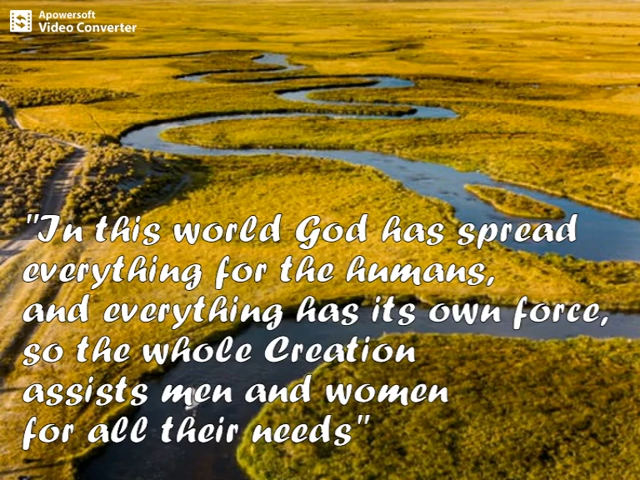 Apowersoft
Video Converter
"In this world God has spread
everything for the humans,
and everything has its own force,
so the whole Creation
assists men and women
for all their needs"